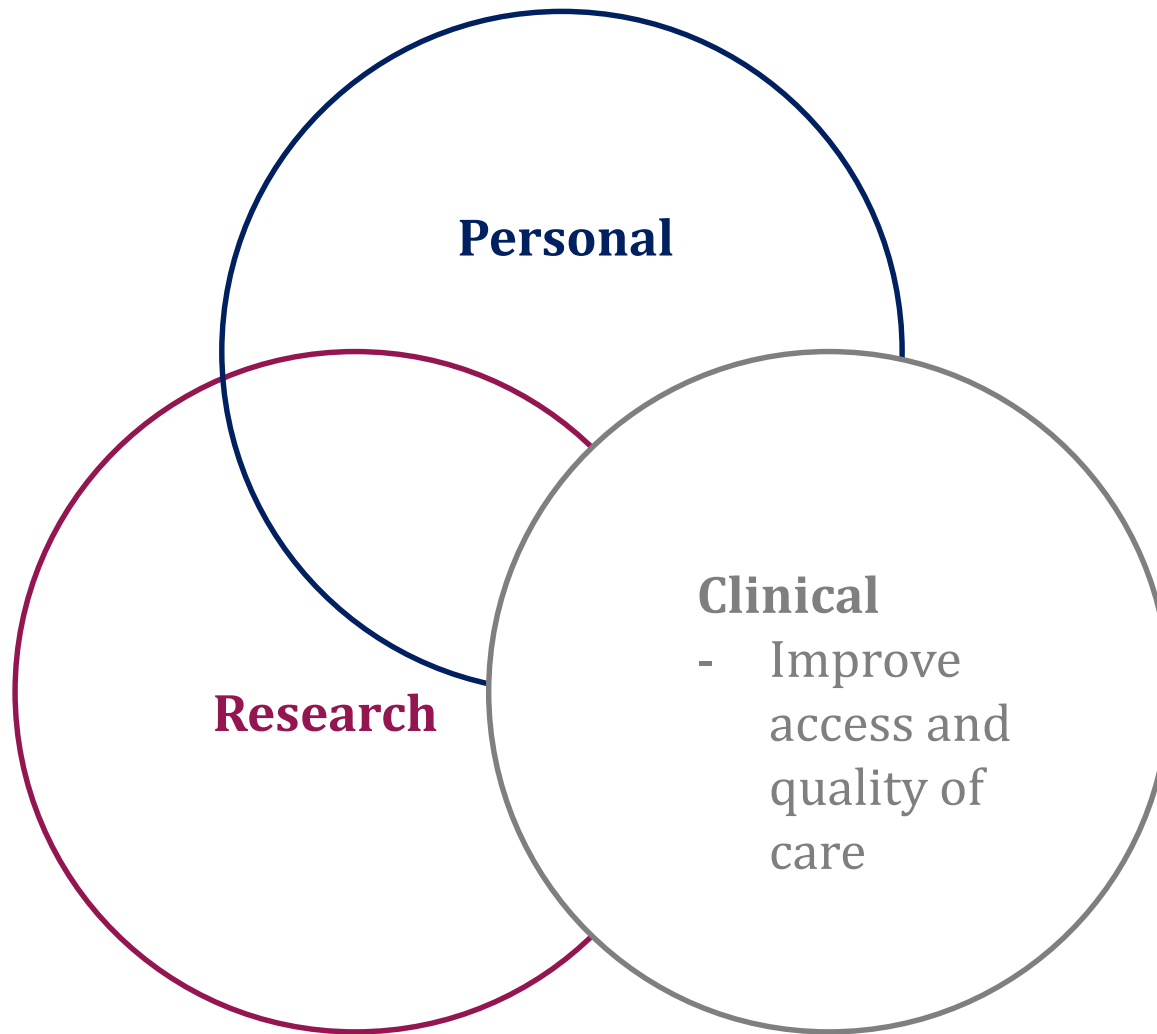 Personal
Clinical
- Improve
access and
quality of
care
Research